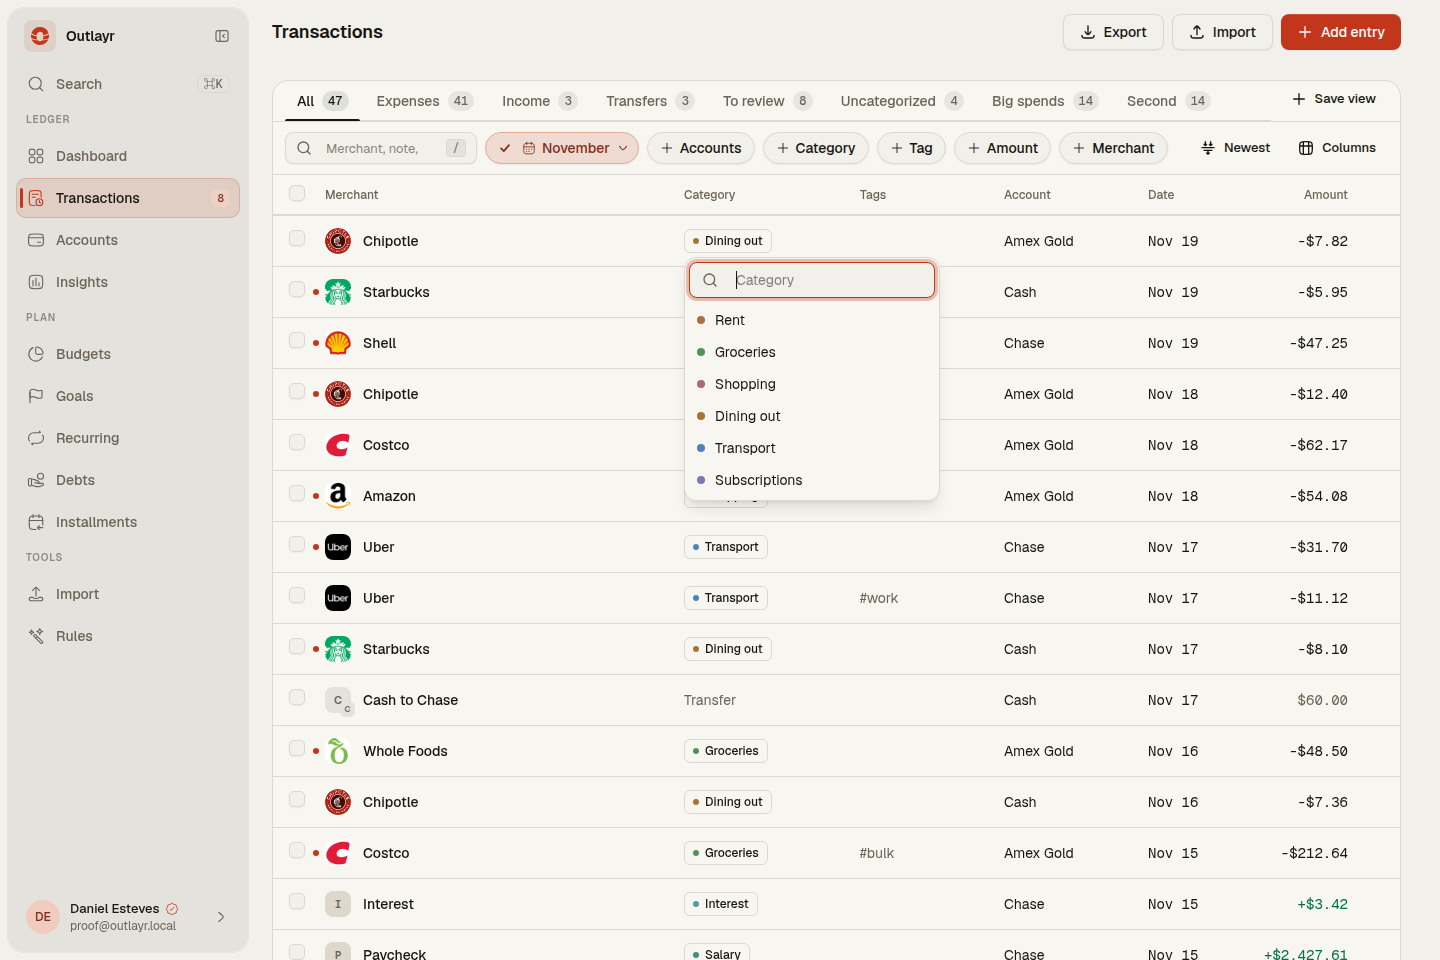 Outlayr
Search ⌘K
LEDGER
Dashboard
Transactions 8
Accounts
Insights
PLAN
Budgets
Goals
Recurring
Debts
Installments
TOOLS
Import
Rules
DE Daniel Esteves
proof@outlayr.local
Transactions
Export Import Add entry
All 47 Expenses 41 Income 3 Transfers 3 To review 8 Uncategorized 4 Big spends 14 Second 14 Save view
Merchant, note, / November Accounts Category Tag Amount Merchant Newest Columns
Merchant Category Tags Account Date Amount
Chipotle Dining out Amex Gold Nov 19 -$7.82
Category
Starbucks Cash Nov 19 -$5.95
Rent
Shell Chase Nov 19 -$47.25
Groceries
Shopping
Chipotle Amex Gold Nov 18 -$12.40
Dining out
Costco Amex Gold Nov 18 -$62.17
Transport
Subscriptions
a Amazon Amex Gold Nov 18 -$54.08
Uber Uber Transport Chase Nov 17 -$31.70
Uber Uber Transport #work Chase Nov 17 -$11.12
Starbucks Dining out Cash Nov 17 -$8.10
C C Cash to Chase Transfer Cash Nov 17 $60.00
Whole Foods Groceries Amex Gold Nov 16 -$48.50
Chipotle Dining out Cash Nov 16 -$7.36
Costco Groceries #bulk Amex Gold Nov 15 -$212.64
I Interest Interest Chase Nov 15 +$3.42
P Paycheck Salary Chase Nov 15 +$2,427.61